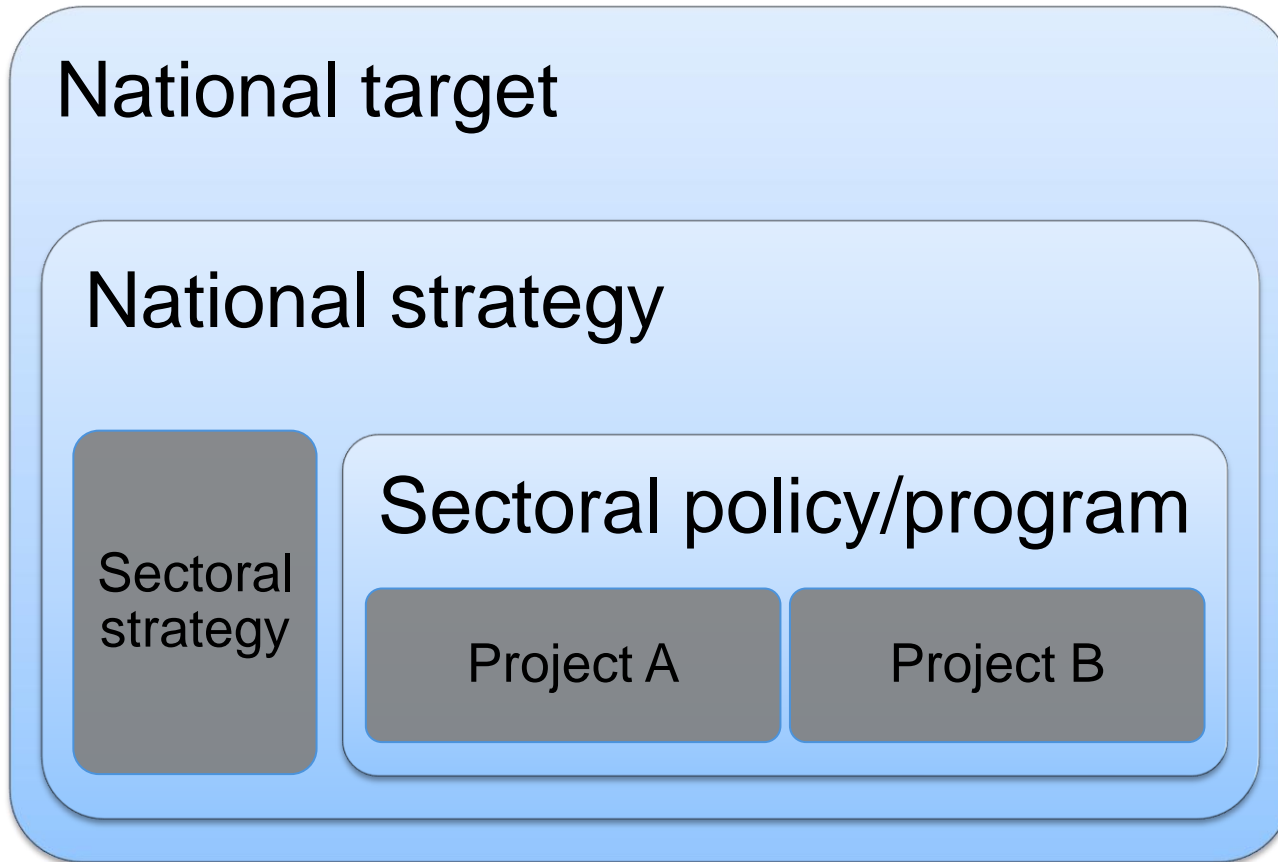 National target
National strategy
Sectoral
strategy
Sectoral policy/program
Project A
Project B